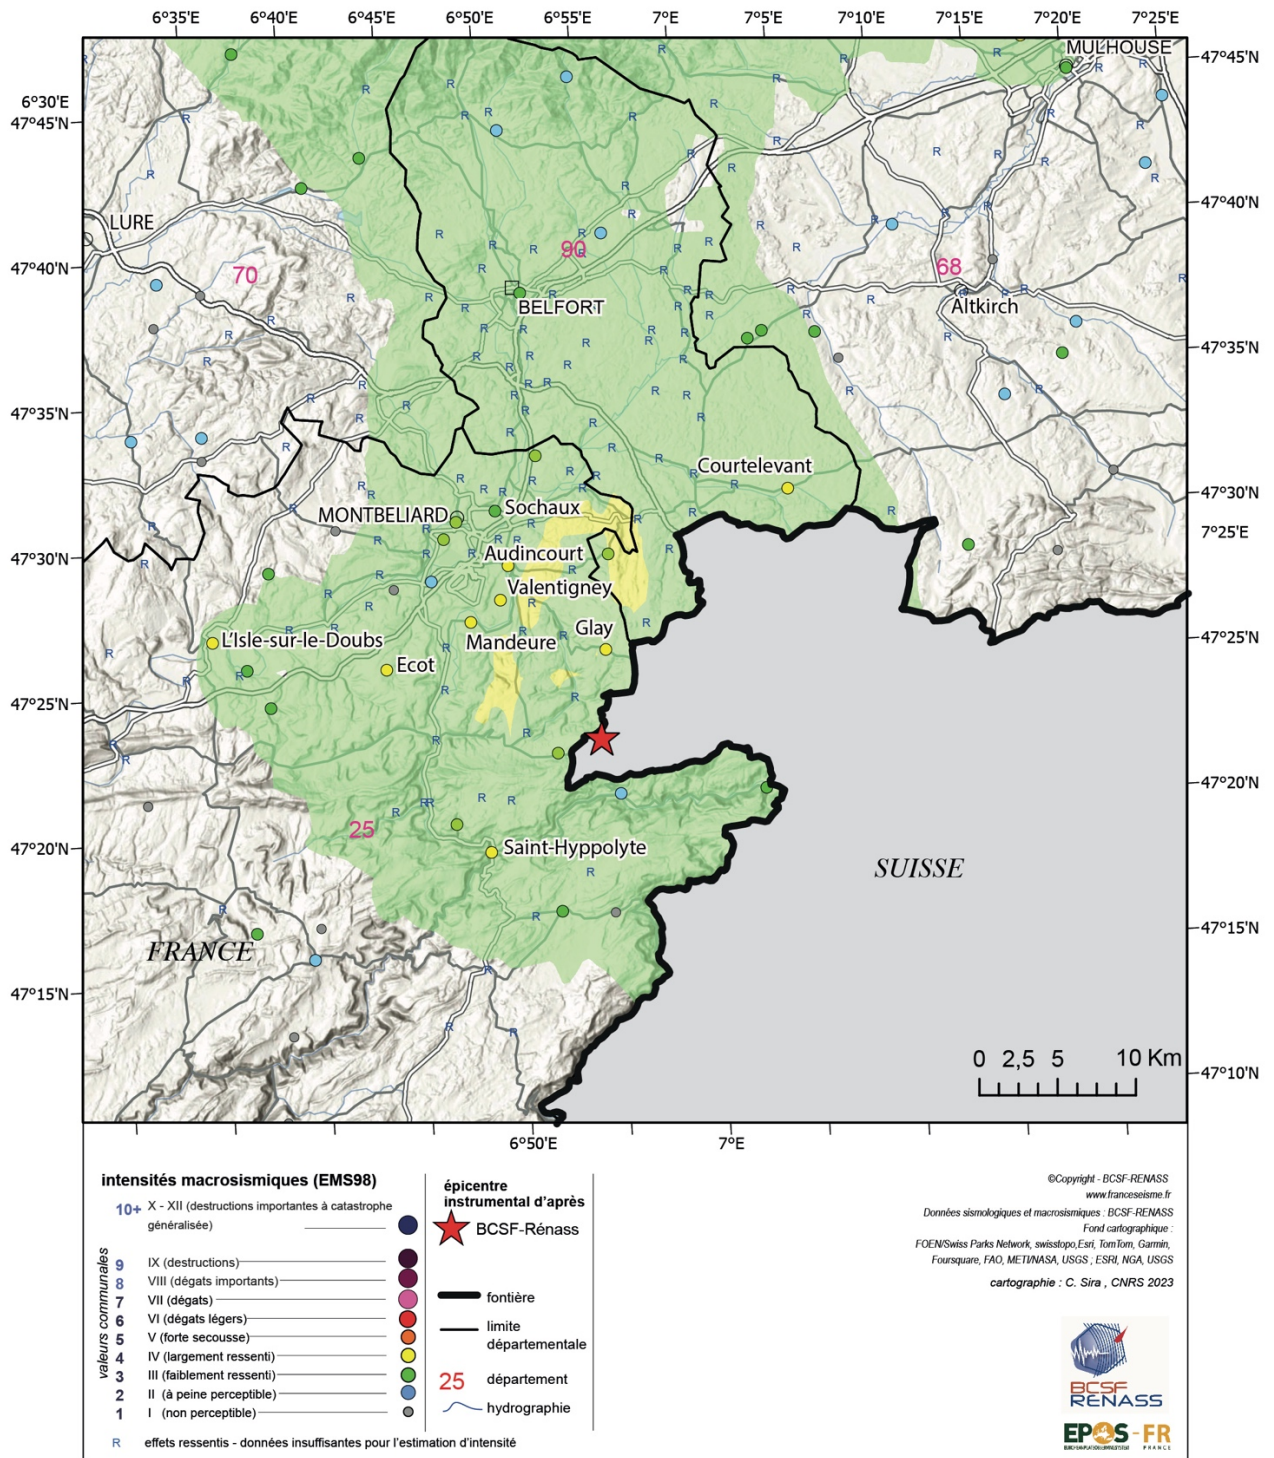 6°35'E 6°40'E 6°45'E 6°50'E 6°55'E 7°E 7°5'E 7°10'E 7°15'E 7°20'E 7°25'E
MULHOUSE
47°45'N
6°30'E
47°45'N
47°40'N
LURE
90
70
68
47°40'N
BELFORT
Altkirch
47°35'N
47°35'N
Courtelevant
47°30'N
MONTBELIARD
Sochaux
7°25'E
47°30'N
Audincourt
Valentigney
Glay
47°25'N
L'Isle-sur-le-Doubs
Mandeure
Ecot
47°25'N
47°20'N
25
Saint-Hyppolyte
47°20'N
SUISSE
47°15'N
FRANCE
47°15'N
0 2,5 5 10 Km
47°10'N
6°50'E 7°E
intensités macrosismiques (EMS98)
10+ X - XII (destructions importantes à catastrophe
généralisée)
valeurs communales
9 IX (destructions)
8 VIII (dégats importants)
7 VII (dégats)
6 VI (dégats légers)
5 V (forte secousse)
4 IV (largement ressenti)
3 III (faiblement ressenti)
2 II (à peine perceptible)
1 I (non perceptible)
R effets ressentis - données insuffisantes pour l'estimation d'intensité
épicentre
instrumental d'après
BCSF-Rénass
fontière
limite
départementale
25 département
hydrographie
©Copyright - BCSF-RENASS
www.franceseisme.fr
Données sismologiques et macrosismiques : BCSF-RENASS
Fond cartographique :
FOEN/Swiss Parks Network, swisstopo,Esri, TomTom, Garmin,
Foursquare, FAO, METI/NASA, USGS ; ESRI, NGA, USGS
cartographie : C. Sira , CNRS 2023
BCSF
RENASS
EPOS-FR
FRANCE